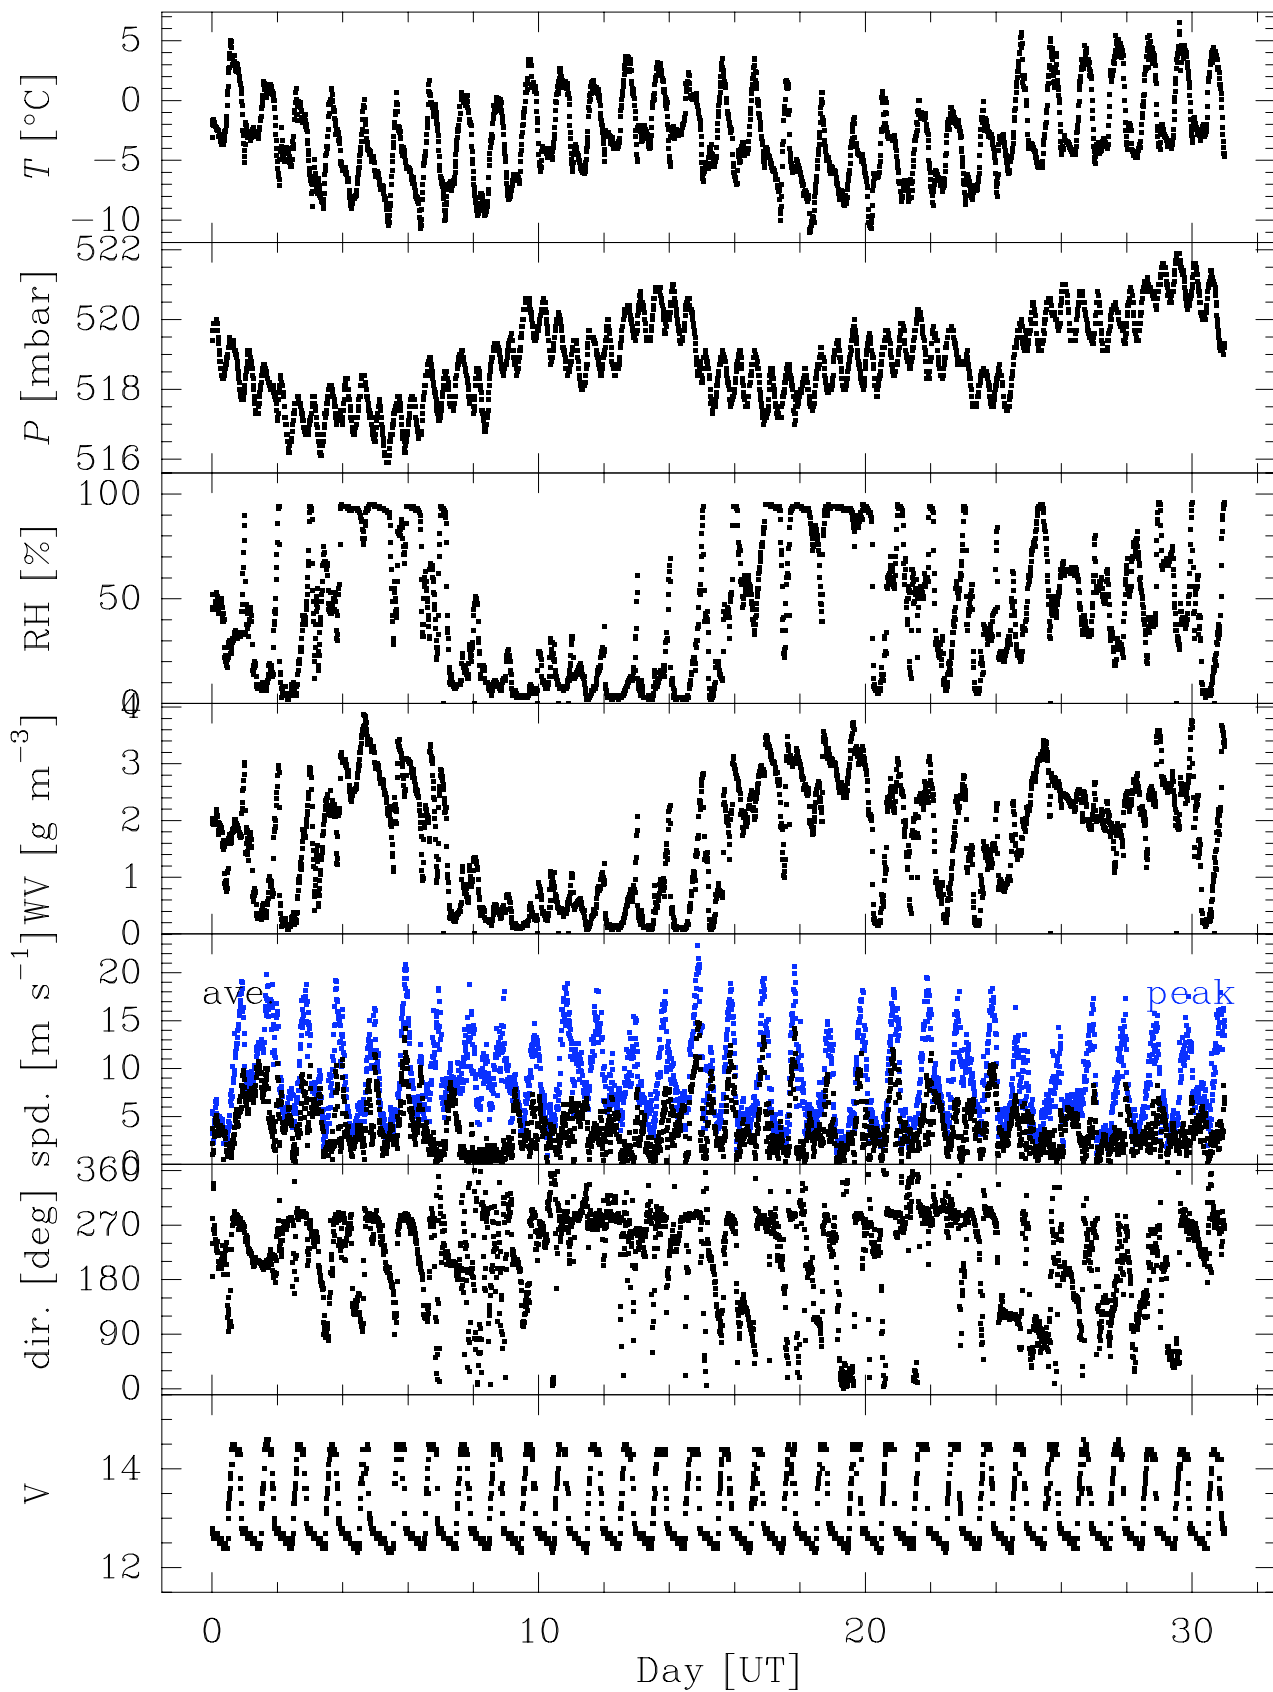 T [°C]
5
0
−5
−10
P [mbar]
522
520
518
516
RH [%]
100
50
0
WV [g m−3]
4
3
2
1
0
spd. [m s−1]
20
15
10
5
0
ave.
peak
dir. [deg]
360
270
180
90
0
V
14
12
0 10 20 30
Day [UT]